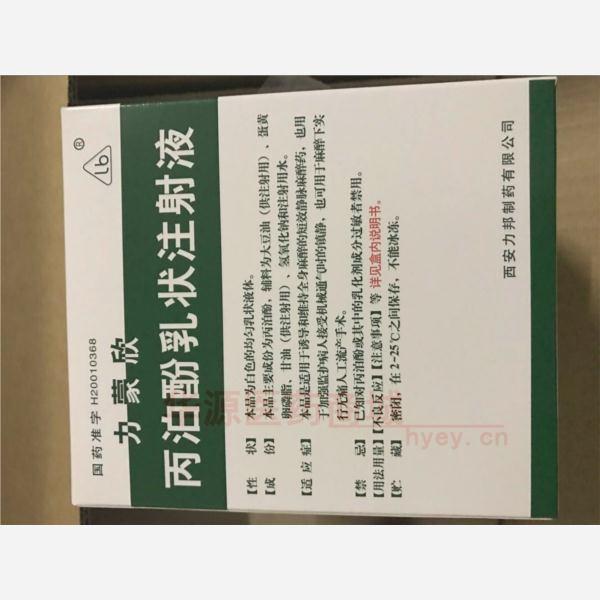 Lb®
国药准字 H20010368
力蒙欣
丙泊酚乳状注射液
【性 状】本品为白色的均匀乳状液体。
【成 份】本品主要成份为丙泊酚，辅料为大豆油（供注射用）、蛋黄
卵磷脂、甘油（供注射用）、氢氧化钠和注射用水。
【适 应 症】本品是适用于诱导和维持全身麻醉的短效静脉麻醉药，也用
于加强监护病人接受机械通气时的镇静，也可用于麻醉下实
行无痛人工流产手术。
【禁 忌】已知对丙泊酚或其中的乳化剂成分过敏者禁用。
【用法用量】【不良反应】【注意事项】等 详见盒内说明书。
【贮 藏】密闭，在2~25℃之间保存，不能冰冻。
西安力邦制药有限公司
源医药
hyey.cn